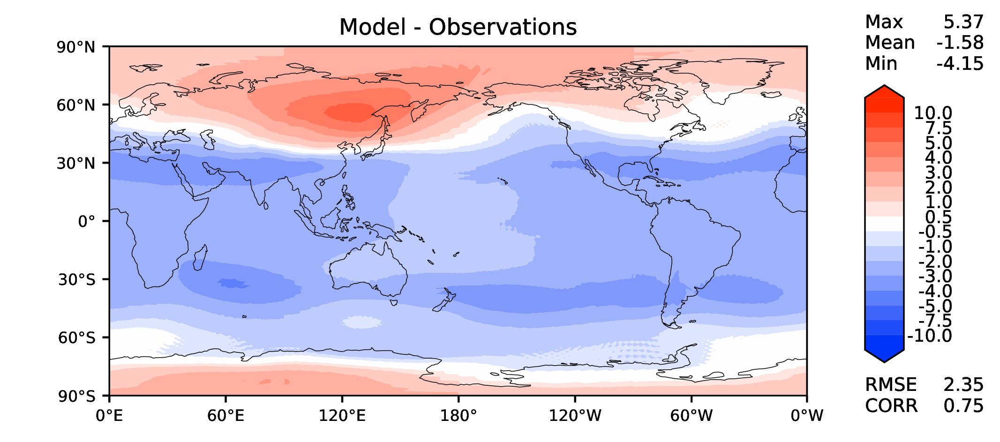 Model - Observations
Max 5.37
Mean -1.58
Min -4.15
90°N
60°N
30°N
0°
30°S
60°S
90°S
0°E 60°E 120°E 180° 120°W 60°W 0°W
10.0
7.5
5.0
4.0
3.0
2.0
1.0
0.5
-0.5
-1.0
-2.0
-3.0
-4.0
-5.0
-7.5
-10.0
RMSE 2.35
CORR 0.75